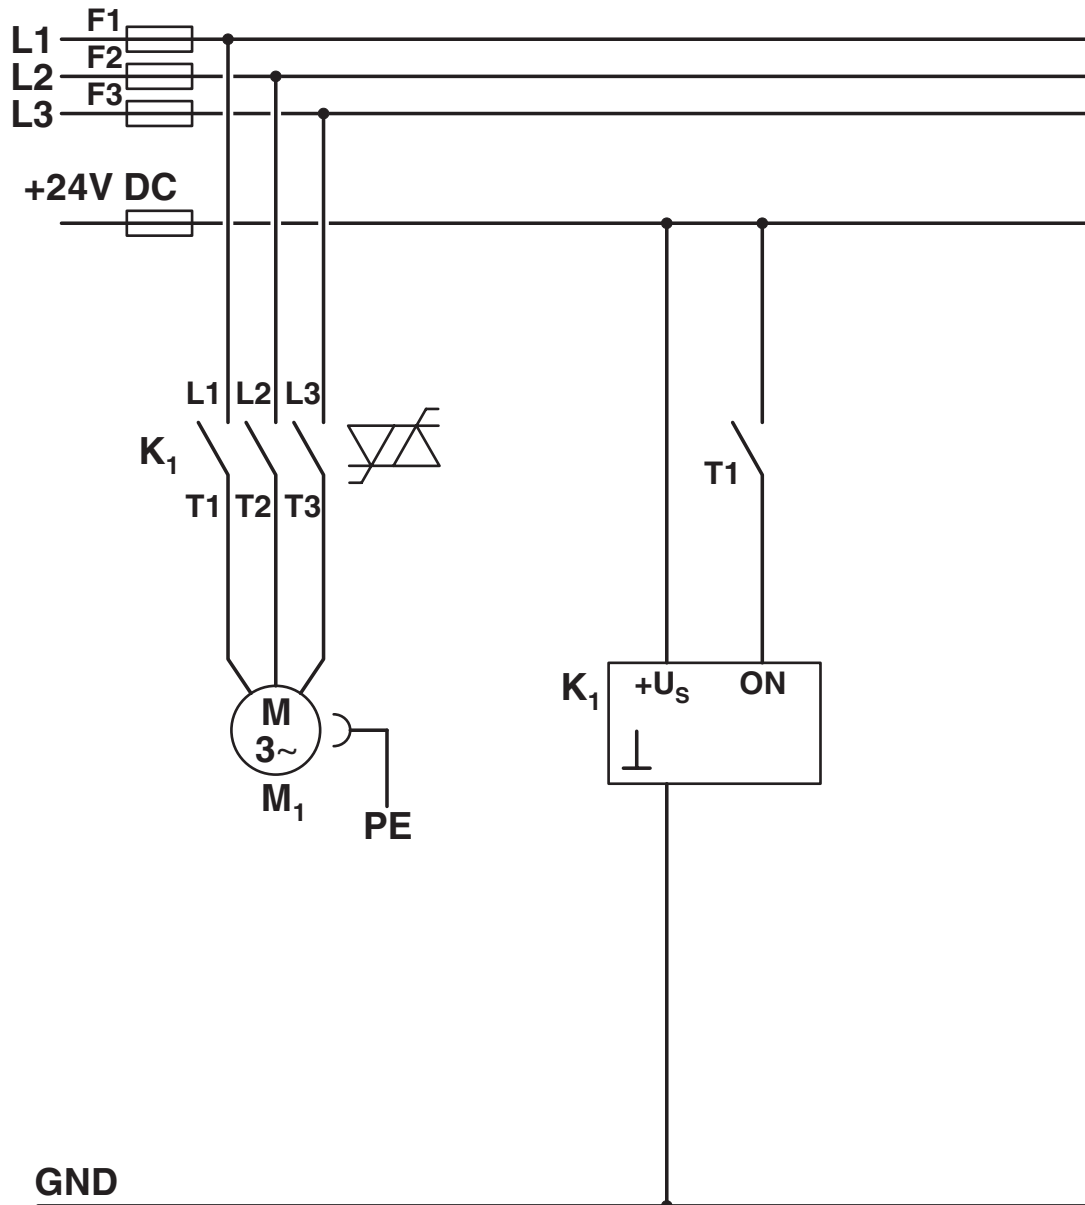 F1
L1
F2
L2
F3
L3
+24V DC
L1 L2 L3
K₁
T1
T1 T2 T3
K₁ +Uₛ ON
M
3~
M₁
PE
GND